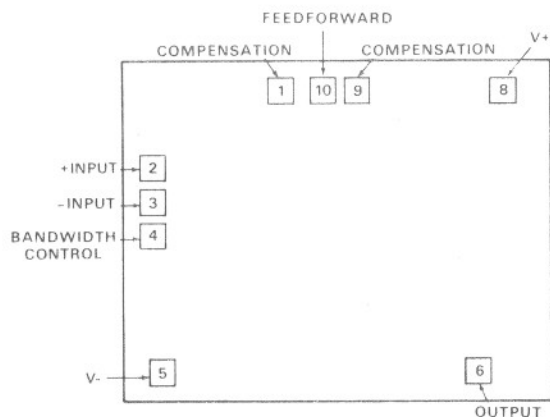 FEEDFORWARD
COMPENSATION
COMPENSATION
V+
1
10
9
8
+INPUT
2
-INPUT
3
BANDWIDTH
CONTROL
4
V-
5
6
OUTPUT